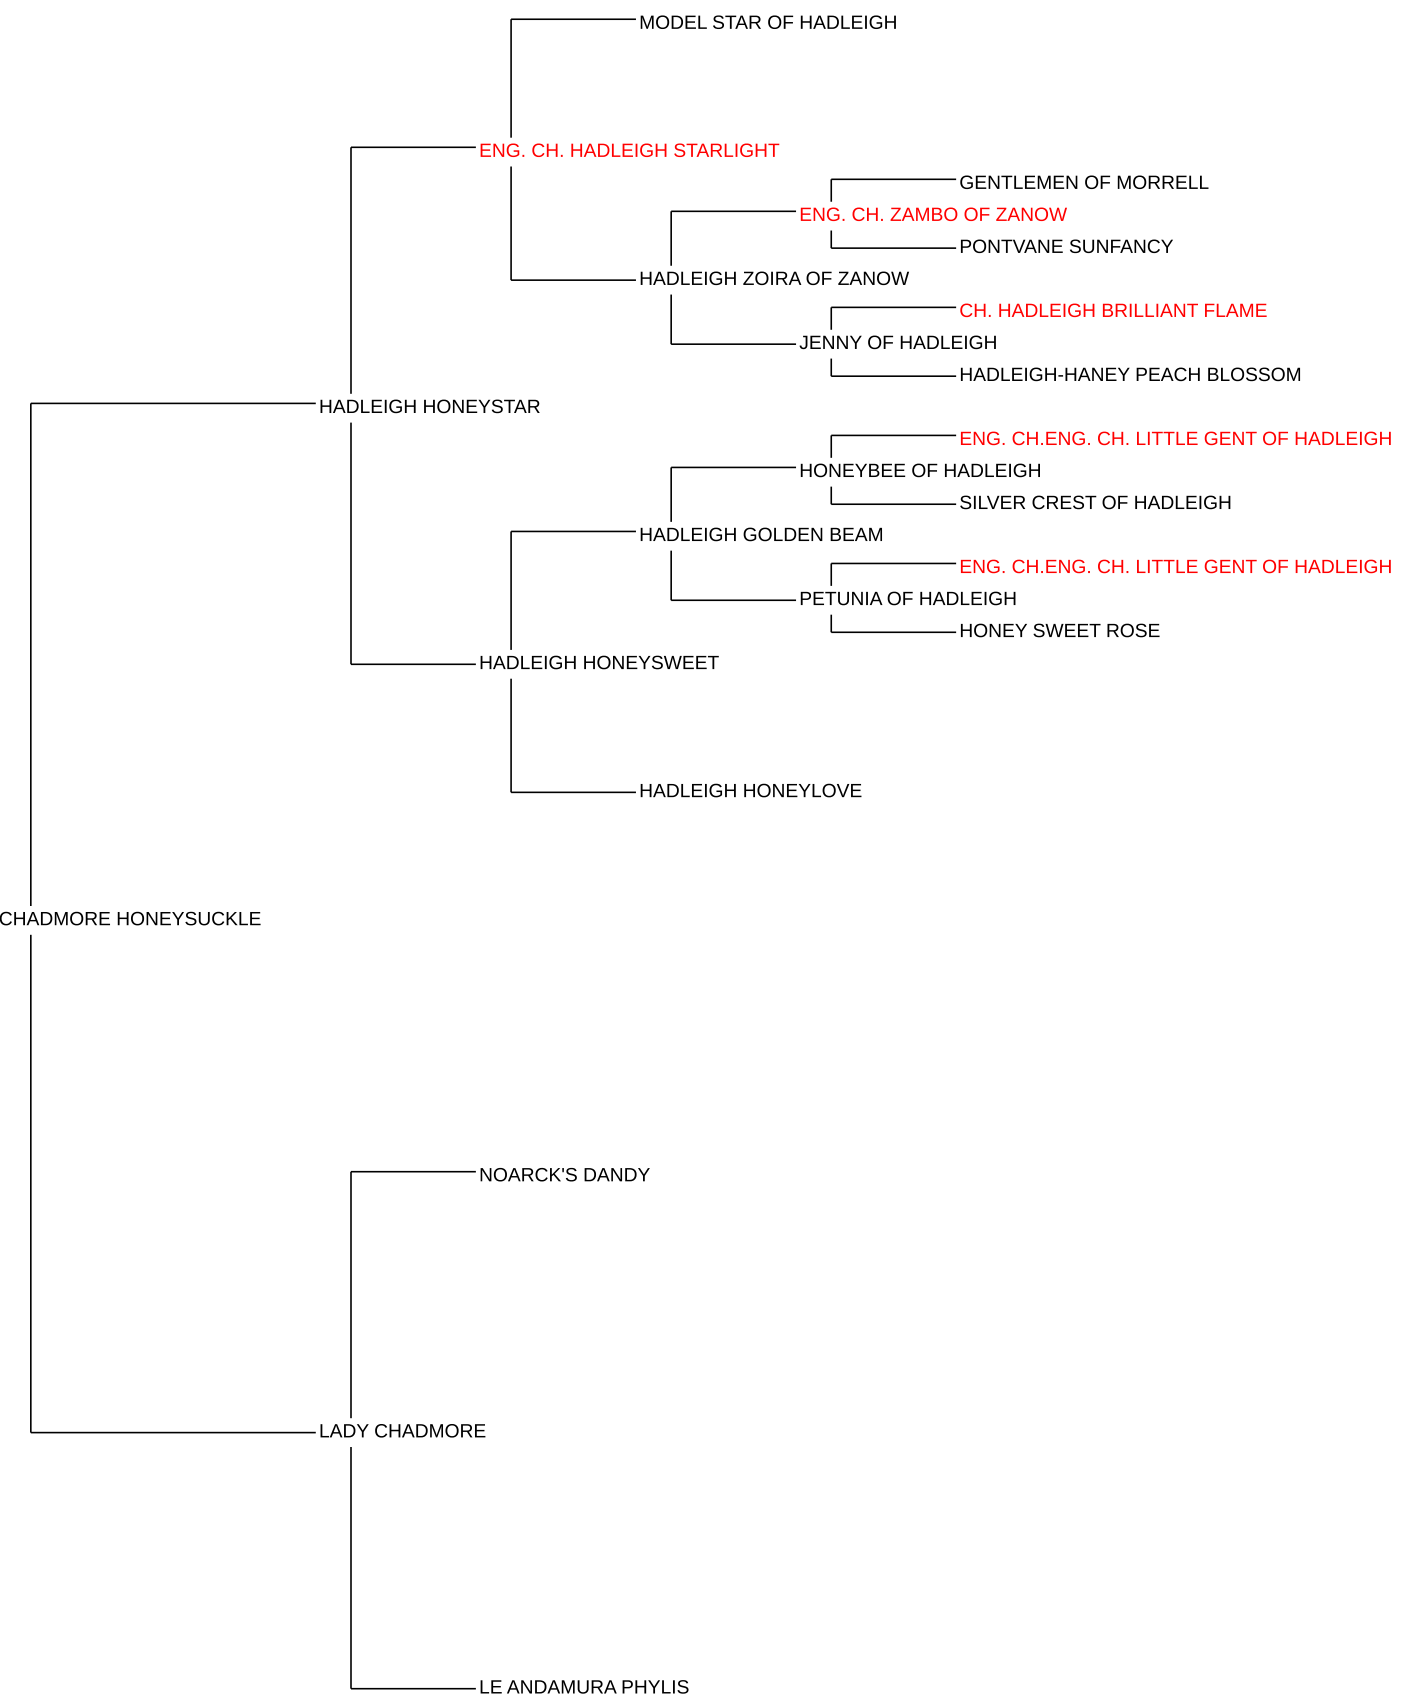 MODEL STAR OF HADLEIGH
ENG. CH. HADLEIGH STARLIGHT
GENTLEMEN OF MORRELL
ENG. CH. ZAMBO OF ZANOW
PONTVANE SUNFANCY
HADLEIGH ZOIRA OF ZANOW
CH. HADLEIGH BRILLIANT FLAME
JENNY OF HADLEIGH
HADLEIGH-HANEY PEACH BLOSSOM
HADLEIGH HONEYSTAR
ENG. CH.ENG. CH. LITTLE GENT OF HADLEIGH
HONEYBEE OF HADLEIGH
SILVER CREST OF HADLEIGH
HADLEIGH GOLDEN BEAM
ENG. CH.ENG. CH. LITTLE GENT OF HADLEIGH
PETUNIA OF HADLEIGH
HONEY SWEET ROSE
HADLEIGH HONEYSWEET
HADLEIGH HONEYLOVE
CHADMORE HONEYSUCKLE
NOARCK'S DANDY
LADY CHADMORE
LE ANDAMURA PHYLIS